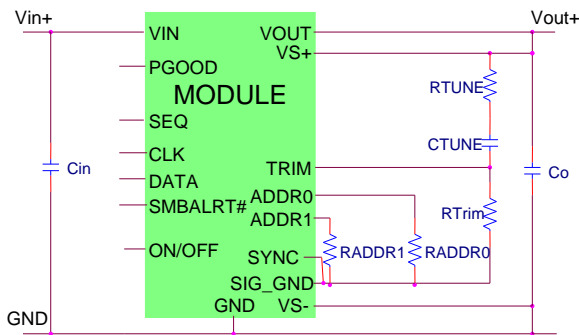 Vin+
Vout+
VIN
VOUT
VS+
PGOOD
RTUNE
MODULE
SEQ
CTUNE
CLK
TRIM
Cin
Co
DATA
ADDR0
SMBALRT#
RTrim
ADDR1
ON/OFF
SYNC
RADDR1
RADDR0
SIG_GND
GND
GND
VS-